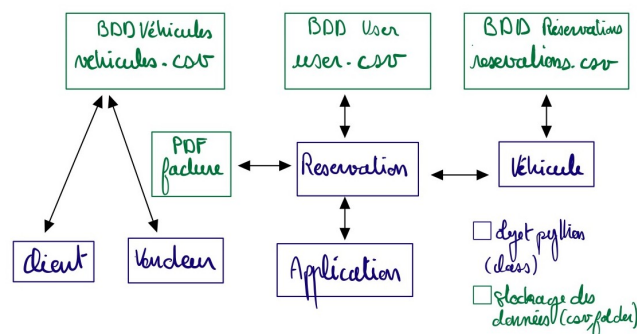 BDD Véhicules
vehicules.csv
BDD User
user.csv
BDD Réservations
reservations.csv
PDF
facture
Reservation
Véhicule
Client
Vendeur
Application
objet python
(class)
stockage des
données (csv, folder)